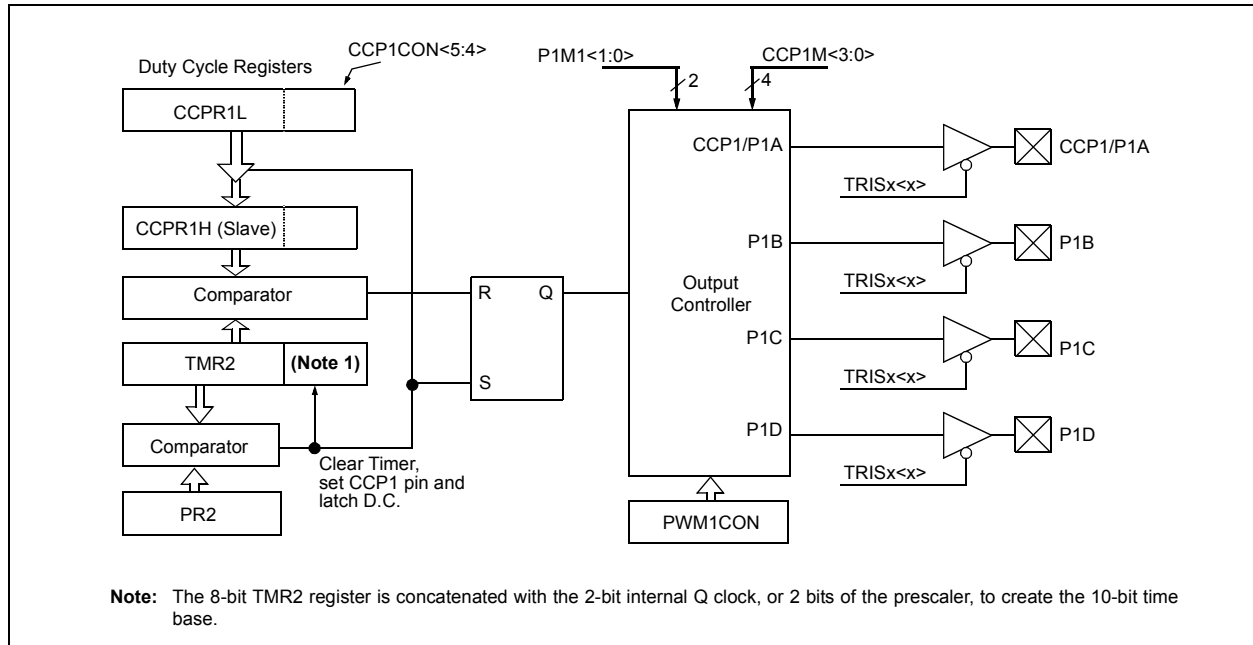 CCP1CON<5:4>
Duty Cycle Registers
CCPR1L
CCPR1H (Slave)
Comparator
TMR2
(Note 1)
Comparator
PR2
Clear Timer,
set CCP1 pin and
latch D.C.
R
Q
S
P1M1<1:0>
2
CCP1M<3:0>
4
Output
Controller
CCP1/P1A
P1B
P1C
P1D
PWM1CON
TRISx<x>
CCP1/P1A
TRISx<x>
P1B
TRISx<x>
P1C
TRISx<x>
P1D
Note: The 8-bit TMR2 register is concatenated with the 2-bit internal Q clock, or 2 bits of the prescaler, to create the 10-bit time
base.